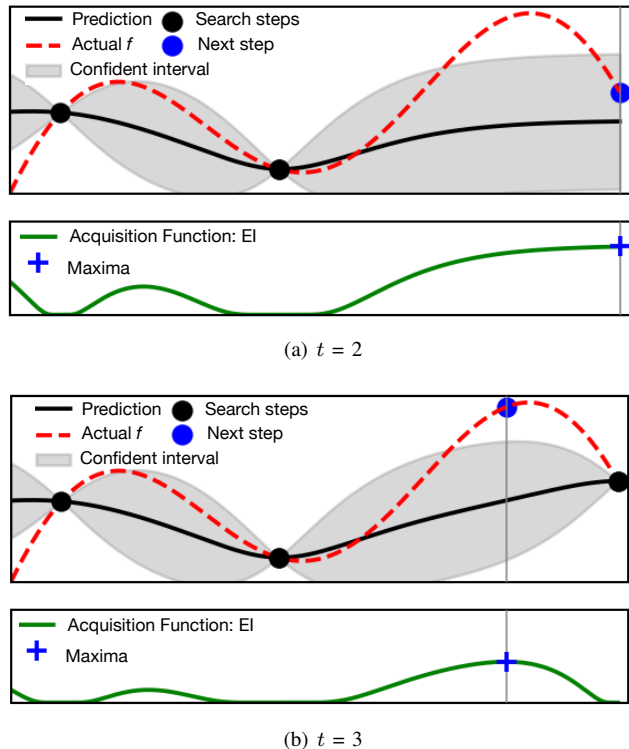 Prediction Search steps
Actual f Next step
Confident interval
Acquisition Function: EI
Maxima
(a) t = 2
Prediction Search steps
Actual f Next step
Confident interval
Acquisition Function: EI
Maxima
(b) t = 3